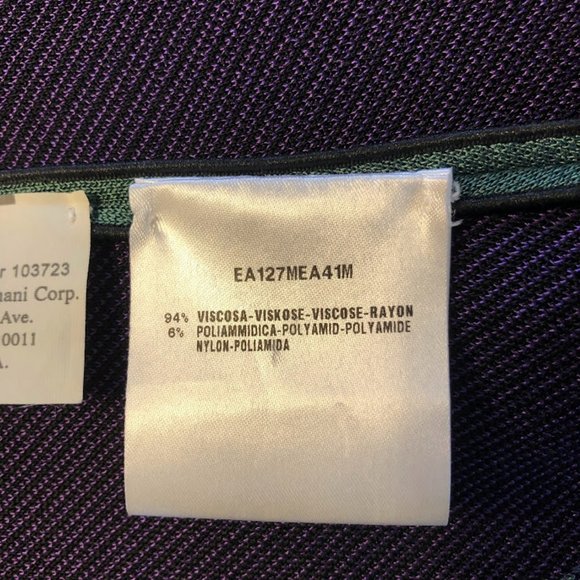 r 103723
ani Corp.
Ave.
0011
A.
EA127MEA41M
94% VISCOSA-VISKOSE-VISCOSE-RAYON
6% POLIAMMIDICA-POLYAMID-POLYAMIDE
NYLON-POLIAMIDA